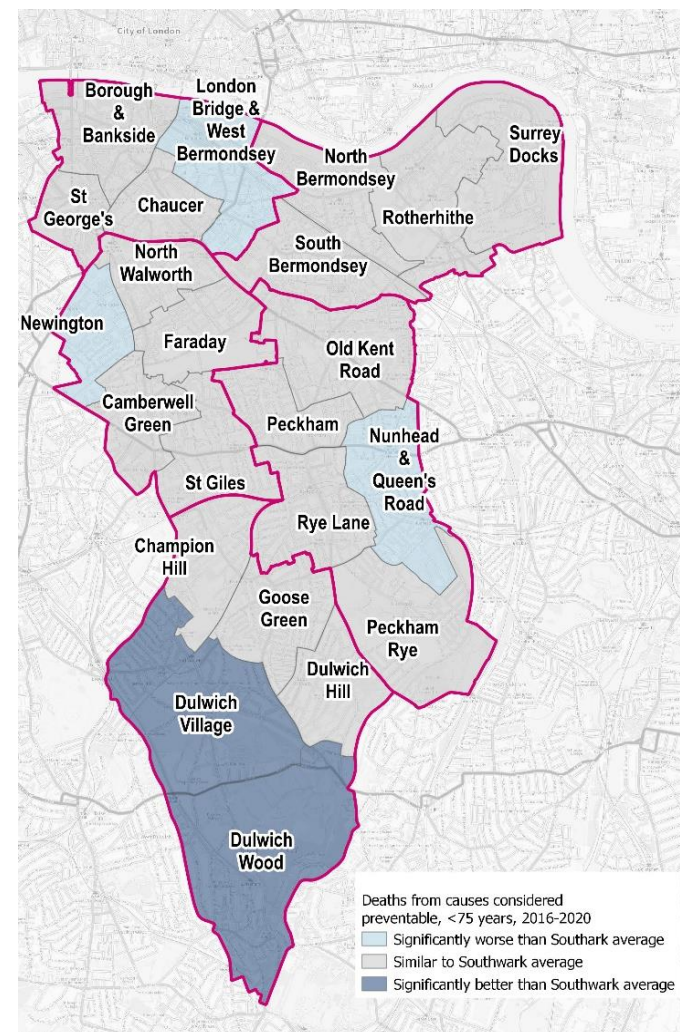 City of London
Borough
&
Bankside
London
Bridge &
West
Bermondsey
North
Bermondsey
Surrey
Docks
St
George's
Chaucer
Rotherhithe
South
Bermondsey
North
Walworth
Newington
Faraday
Old Kent
Road
Camberwell
Green
Peckham
Nunhead
&
Queen's
Road
St Giles
Rye Lane
Champion
Hill
Goose
Green
Peckham
Rye
Dulwich
Hill
Dulwich
Village
Dulwich
Wood
Deaths from causes considered
preventable, <75 years, 2016-2020
Significantly worse than Southark average
Similar to Southwark average
Significantly better than Southwark average